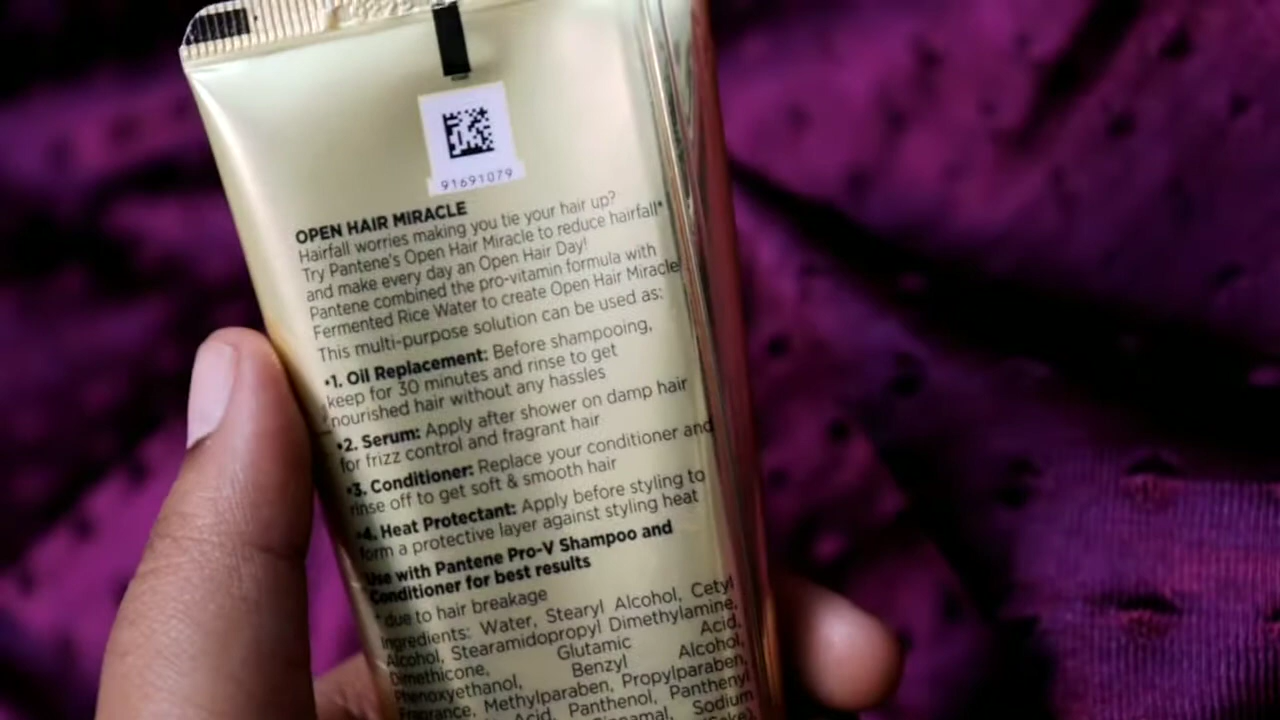 91691079
OPEN HAIR MIRACLE
Hairfall worries making you tie your hair up?
Try Pantene's Open Hair Miracle to reduce hairfall*
and make every day an Open Hair Day!
Pantene combined the pro-vitamin formula with
Fermented Rice Water to create Open Hair Miracle
This multi-purpose solution can be used as:
•1. Oil Replacement: Before shampooing,
keep for 30 minutes and rinse to get
nourished hair without any hassles
•2. Serum: Apply after shower on damp hair
for frizz control and fragrant hair
•3. Conditioner: Replace your conditioner and
rinse off to get soft & smooth hair
•4. Heat Protectant: Apply before styling to
form a protective layer against styling heat
Use with Pantene Pro-V Shampoo and
Conditioner for best results
* due to hair breakage
Ingredients: Water, Stearyl Alcohol, Cetyl
Alcohol, Stearamidopropyl Dimethylamine,
Dimethicone, Glutamic Acid,
Phenoxyethanol, Benzyl Alcohol,
Fragrance, Methylparaben, Propylparaben,
Acid, Panthenol, Panthenyl
Sodium